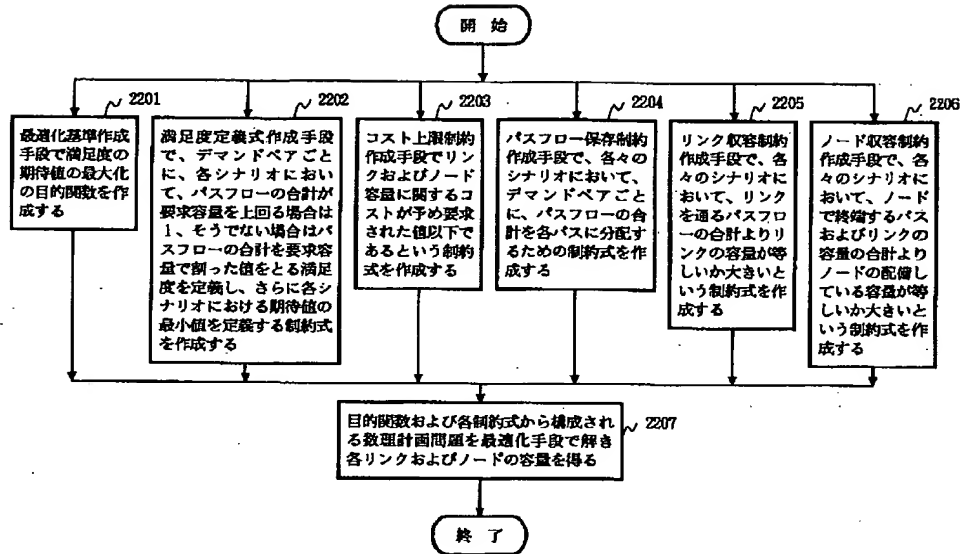 開 始
2201
最適化基準作成
手段で満足度の
期待値の最大化
の目的関数を作
成する
2202
満足度定義式作成手段
で、デマンドペアごと
に、各シナリオにおい
て、パスフローの合計が
要求容量を上回る場合は
1、そうでない場合はパ
スフローの合計を要求容
量で割った値をとる満足
度を定義し、さらに各シ
ナリオにおける期待値の
最小値を定義する制約式
を作成する
2203
コスト上限制約
作成手段でリン
クおよびノード
容量に関するコ
ストが予め要求
された値以下で
あるという制約
式を作成する
2204
パスフロー保存制約
作成手段で、各々の
シナリオにおいて、
デマンドペアごと
に、パスフローの合
計を各パスに分配す
るための制約式を作
成する
2205
リンク収容制約
作成手段で、各
々のシナリオに
おいて、リンク
を通るパスフロ
ーの合計よりリ
ンクの容量が等
しいか大きいと
いう制約式を作
成する
2206
ノード収容制約
作成手段で、各
々のシナリオに
おいて、ノード
で終端するパス
およびリンクの
容量の合計より
ノードの配備し
ている容量が等
しいか大きいと
いう制約式を作
成する
目的関数および各制約式から構成され
る数理計画問題を最適化手段で解き
各リンクおよびノードの容量を得る
2207
終 了